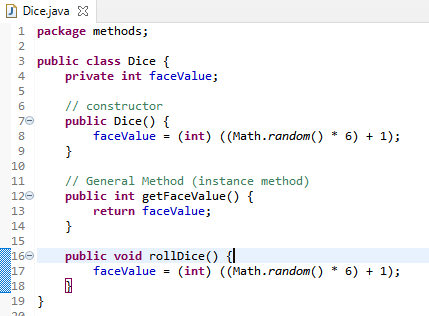 Dice.java
1 package methods;
2
3 public class Dice {
4     private int faceValue;
5
6     // constructor
7     public Dice() {
8         faceValue = (int) ((Math.random() * 6) + 1);
9     }
10
11     // General Method (instance method)
12     public int getFaceValue() {
13         return faceValue;
14     }
15
16     public void rollDice() {
17         faceValue = (int) ((Math.random() * 6) + 1);
18     }
19 }